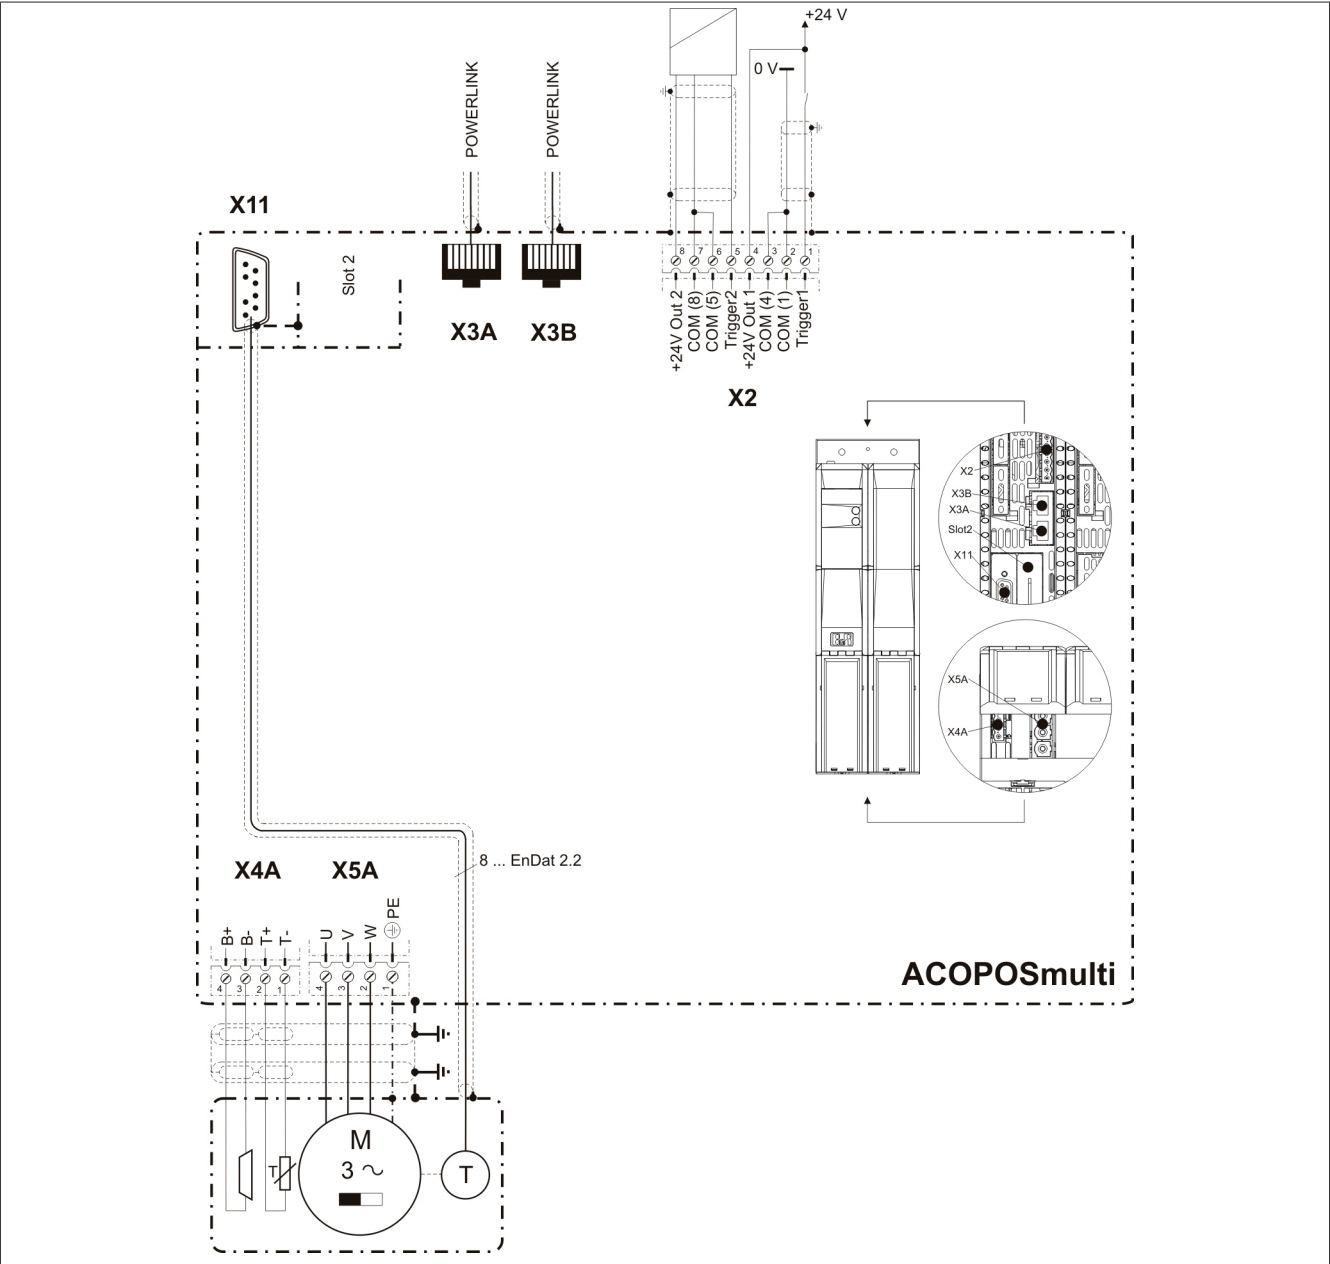 +24 V
0 V
POWERLINK
POWERLINK
X11
Slot 2
X3A
X3B
8 7 6 5 4 3 2 1
+24V Out 2
COM (8)
COM (5)
Trigger2
+24V Out 1
COM (4)
COM (1)
Trigger1
X2
X2
X3B
X3A
Slot2
X11
X5A
X4A
8 ... EnDat 2.2
X4A
X5A
B+
B-
T+
T-
U
V
W
PE
4 3 2 1
4 3 2 1
ACOPOSmulti
M
3 ~
T
T